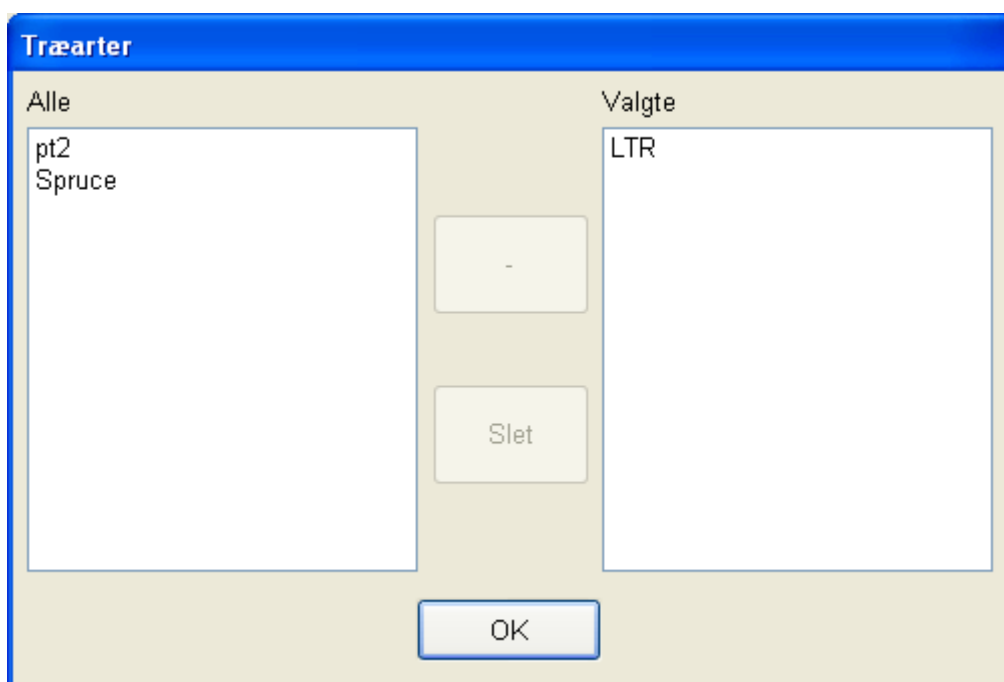 Træarter
Alle
Valgte
pt2
Spruce
LTR
-
Slet
OK